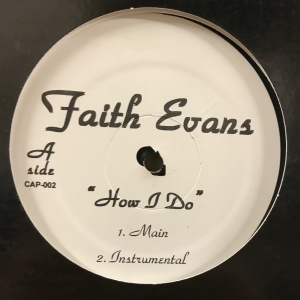 Faith Evans
A
side
CAP-002
"How I Do"
1. Main
2. Instrumental